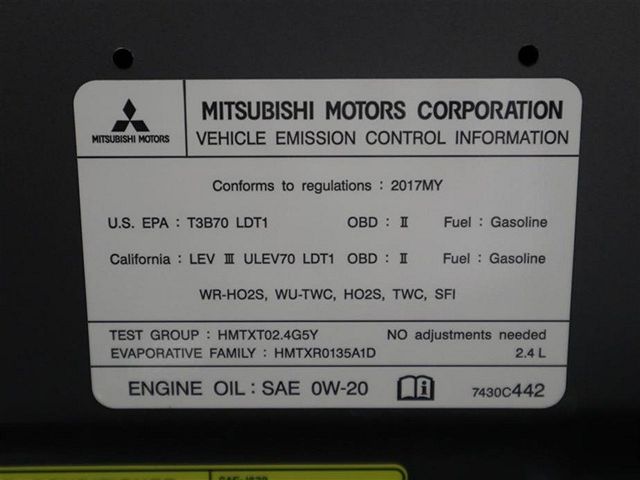 MITSUBISHI MOTORS
MITSUBISHI MOTORS CORPORATION
VEHICLE EMISSION CONTROL INFORMATION
Conforms to regulations : 2017MY
U.S. EPA : T3B70 LDT1 OBD : Ⅱ Fuel : Gasoline
California : LEV Ⅲ ULEV70 LDT1 OBD : Ⅱ Fuel : Gasoline
WR-HO2S, WU-TWC, HO2S, TWC, SFI
TEST GROUP : HMTXT02.4G5Y NO adjustments needed
EVAPORATIVE FAMILY : HMTXR0135A1D 2.4 L
ENGINE OIL : SAE 0W-20 7430C442